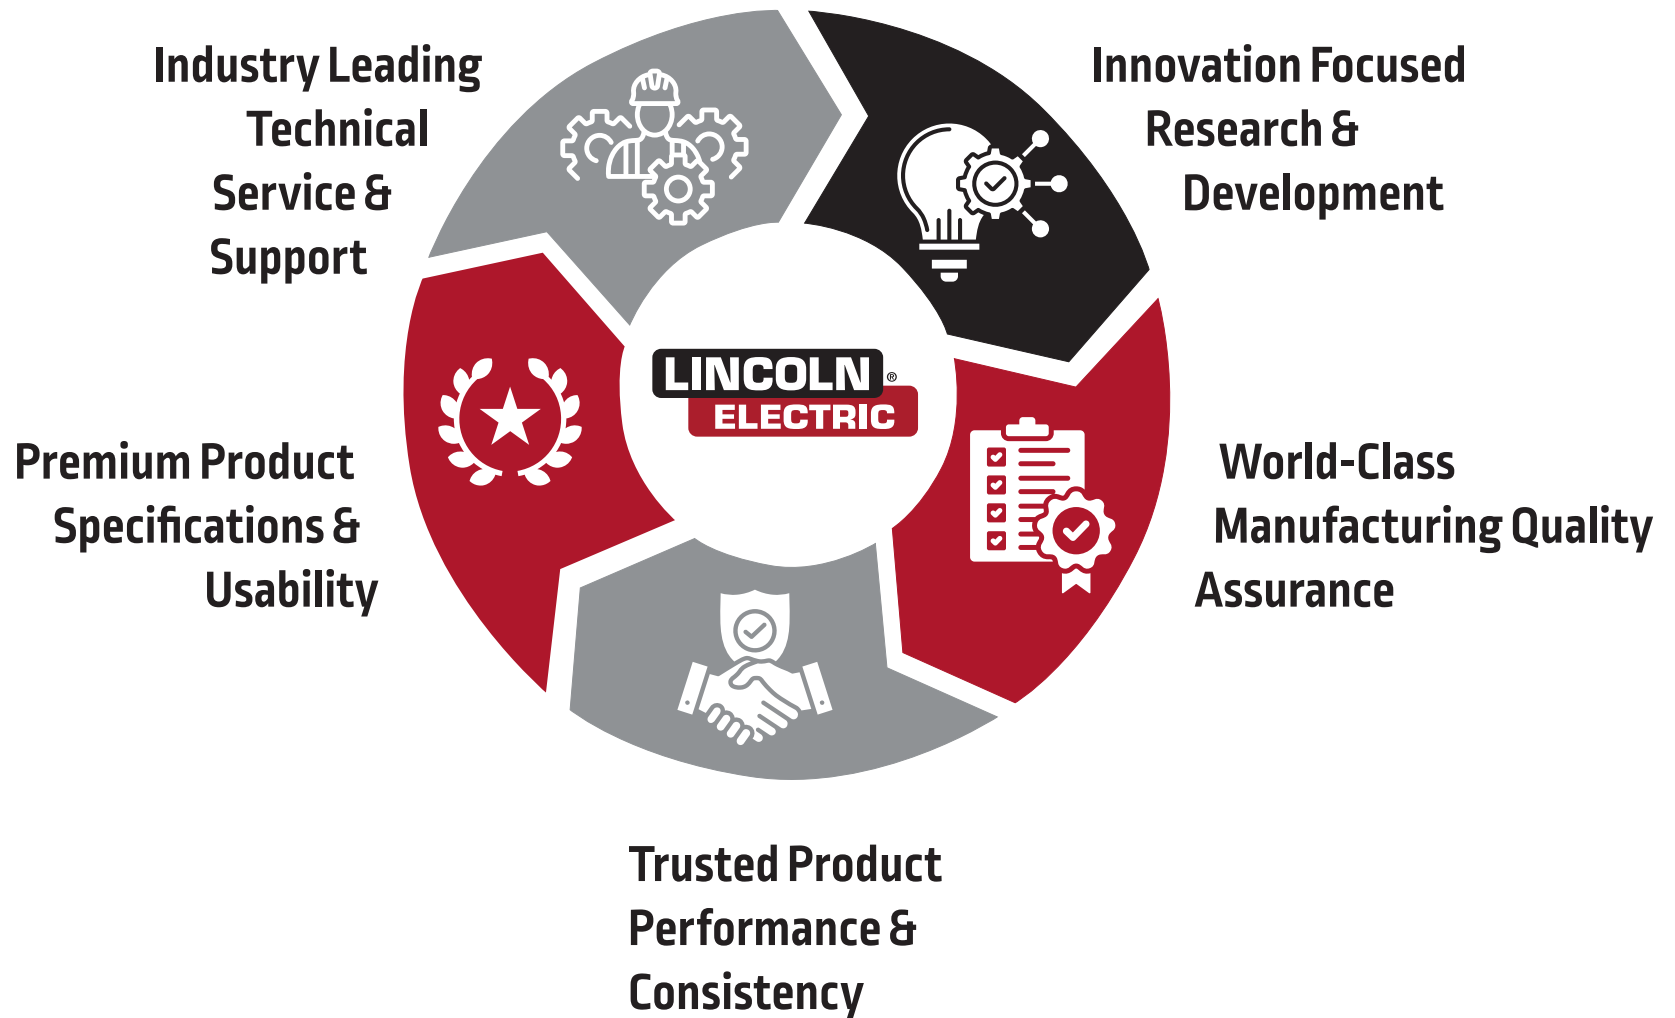 Industry Leading
Technical
Service &
Support
Innovation Focused
Research &
Development
LINCOLN ®
ELECTRIC
Premium Product
Specifications &
Usability
World-Class
Manufacturing Quality
Assurance
Trusted Product
Performance &
Consistency